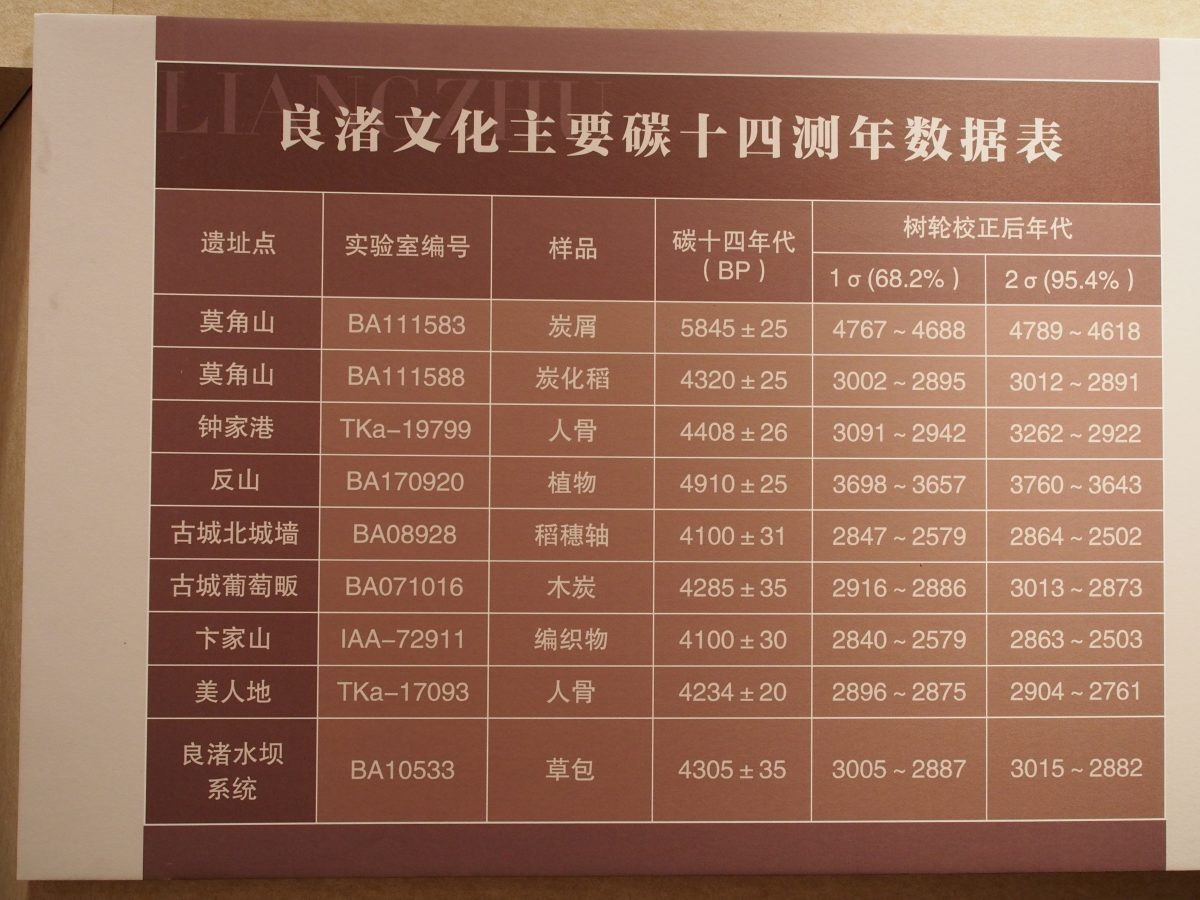 LIANGZHU
良渚文化主要碳十四测年数据表
遗址点 实验室编号 样品 碳十四年代（BP） 树轮校正后年代
1σ(68.2%) 2σ(95.4%)
莫角山 BA111583 炭屑 5845±25 4767~4688 4789~4618
莫角山 BA111588 炭化稻 4320±25 3002~2895 3012~2891
钟家港 TKa-19799 人骨 4408±26 3091~2942 3262~2922
反山 BA170920 植物 4910±25 3698~3657 3760~3643
古城北城墙 BA08928 稻穗轴 4100±31 2847~2579 2864~2502
古城葡萄畈 BA071016 木炭 4285±35 2916~2886 3013~2873
卞家山 IAA-72911 编织物 4100±30 2840~2579 2863~2503
美人地 TKa-17093 人骨 4234±20 2896~2875 2904~2761
良渚水坝系统 BA10533 草包 4305±35 3005~2887 3015~2882